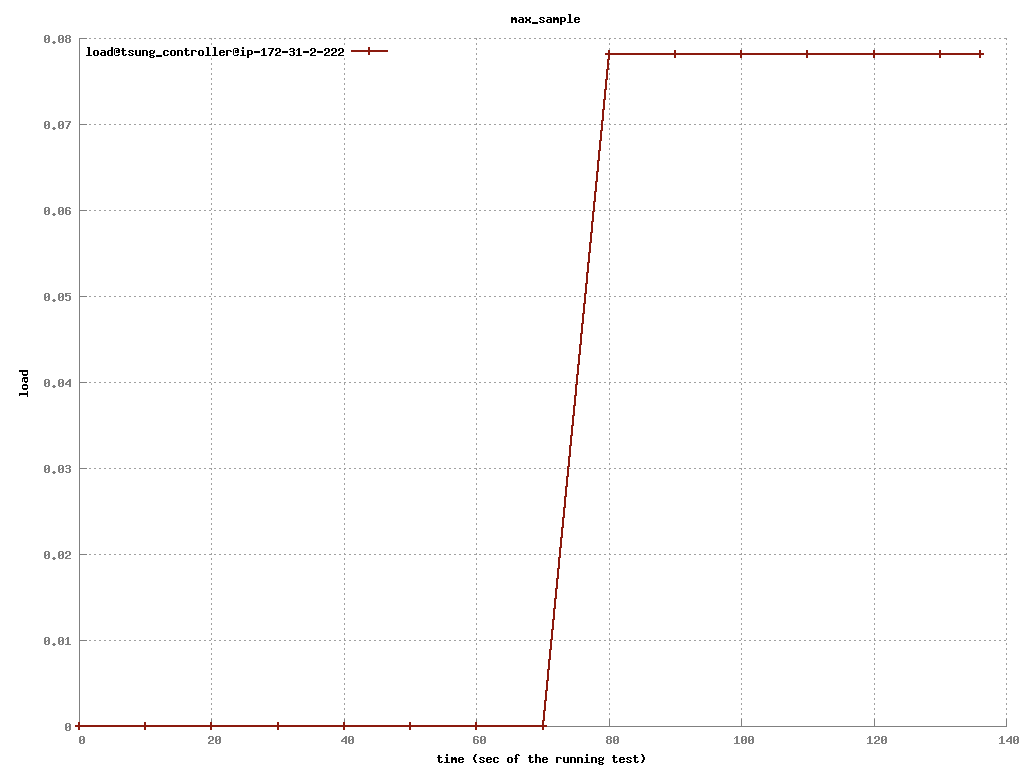 max_sample
load@tsung_controller@ip-172-31-2-222
0.08
0.07
0.06
0.05
0.04
0.03
0.02
0.01
0
load
0 20 40 60 80 100 120 140
time (sec of the running test)